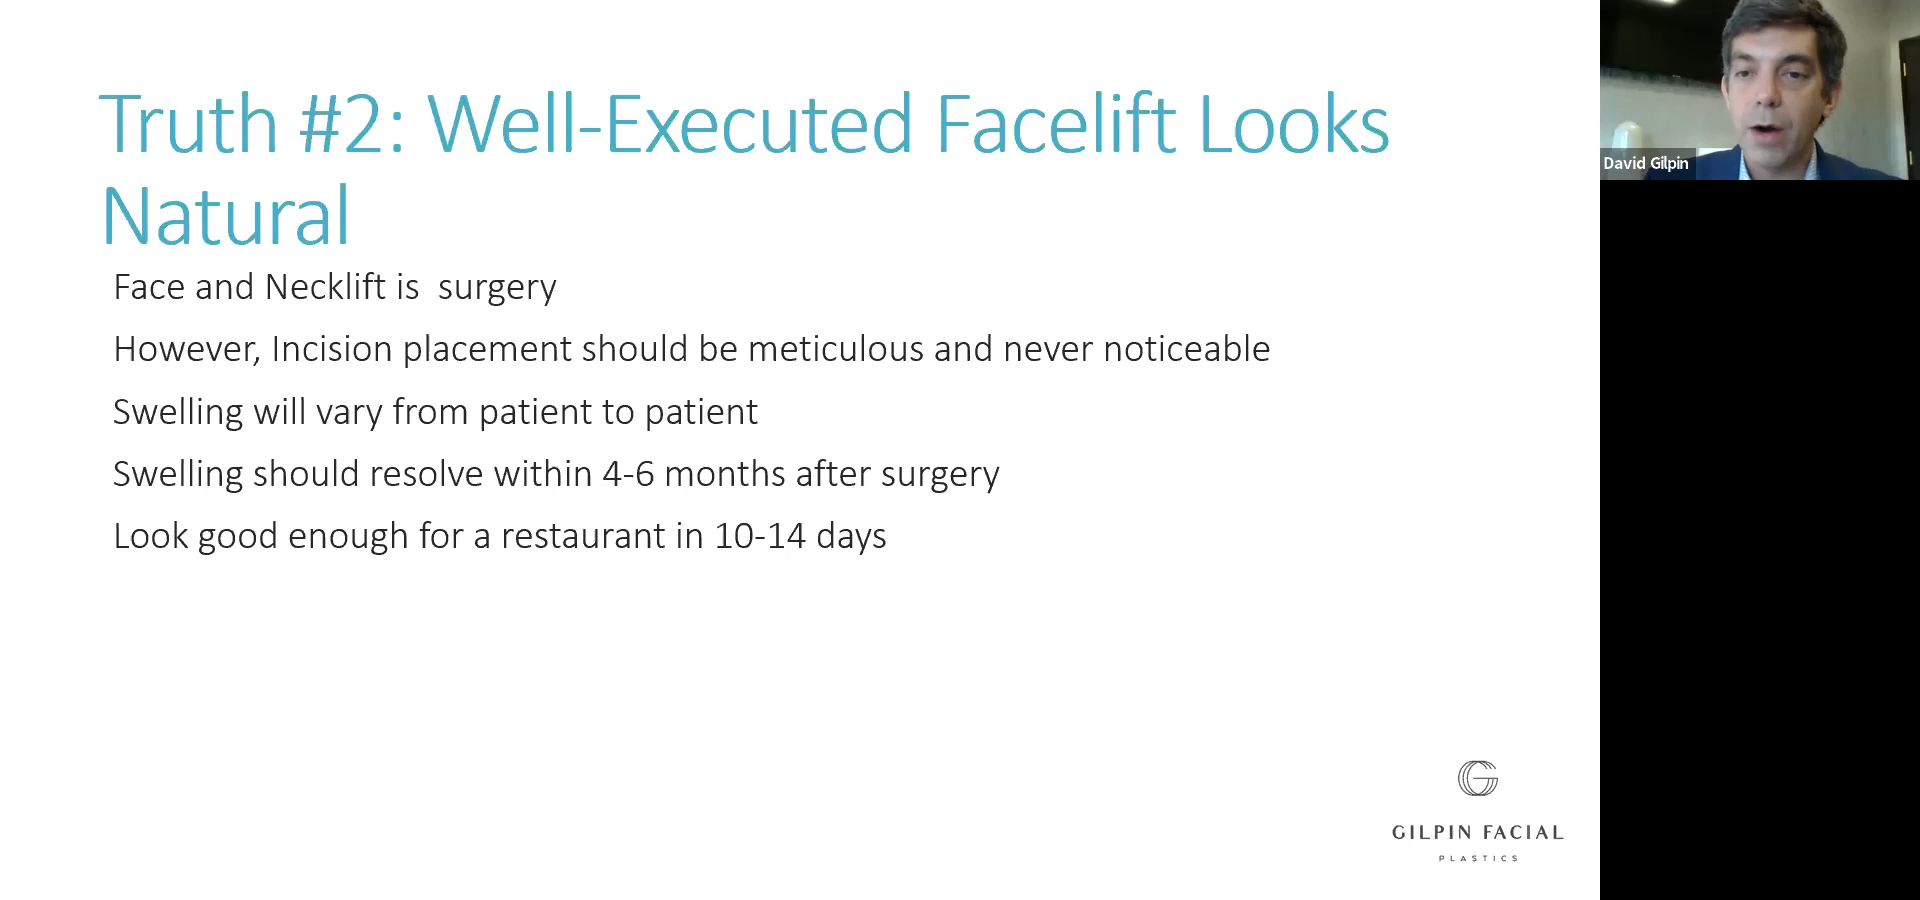 Truth #2: Well-Executed Facelift Looks
Natural
Face and Necklift is  surgery
However, Incision placement should be meticulous and never noticeable
Swelling will vary from patient to patient
Swelling should resolve within 4-6 months after surgery
Look good enough for a restaurant in 10-14 days
David Gilpin
GILPIN FACIAL
PLASTICS